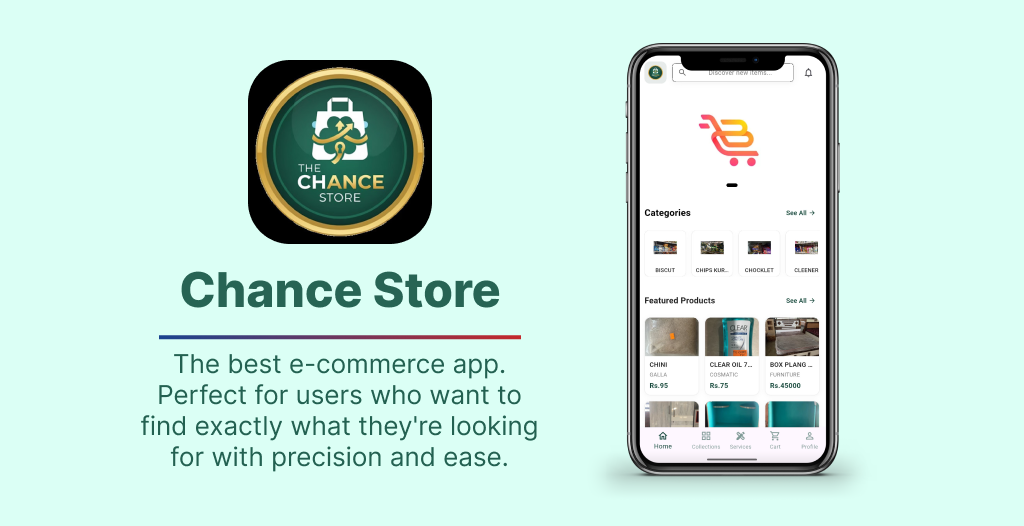 THE
CHANCE
STORE
Chance Store
The best e-commerce app.
Perfect for users who want to
find exactly what they're looking
for with precision and ease.
Discover new items...
Categories
See All →
BISCUT
CHIPS KUR...
CHOCKLET
CLEENER
Featured Products
See All →
CLEAR
CHINI
CLEAR OIL 7...
BOX PLANG ...
GALLA
COSMATIC
FURNITURE
Rs.95
Rs.75
Rs.45000
Home
Collections
Services
Cart
Profile